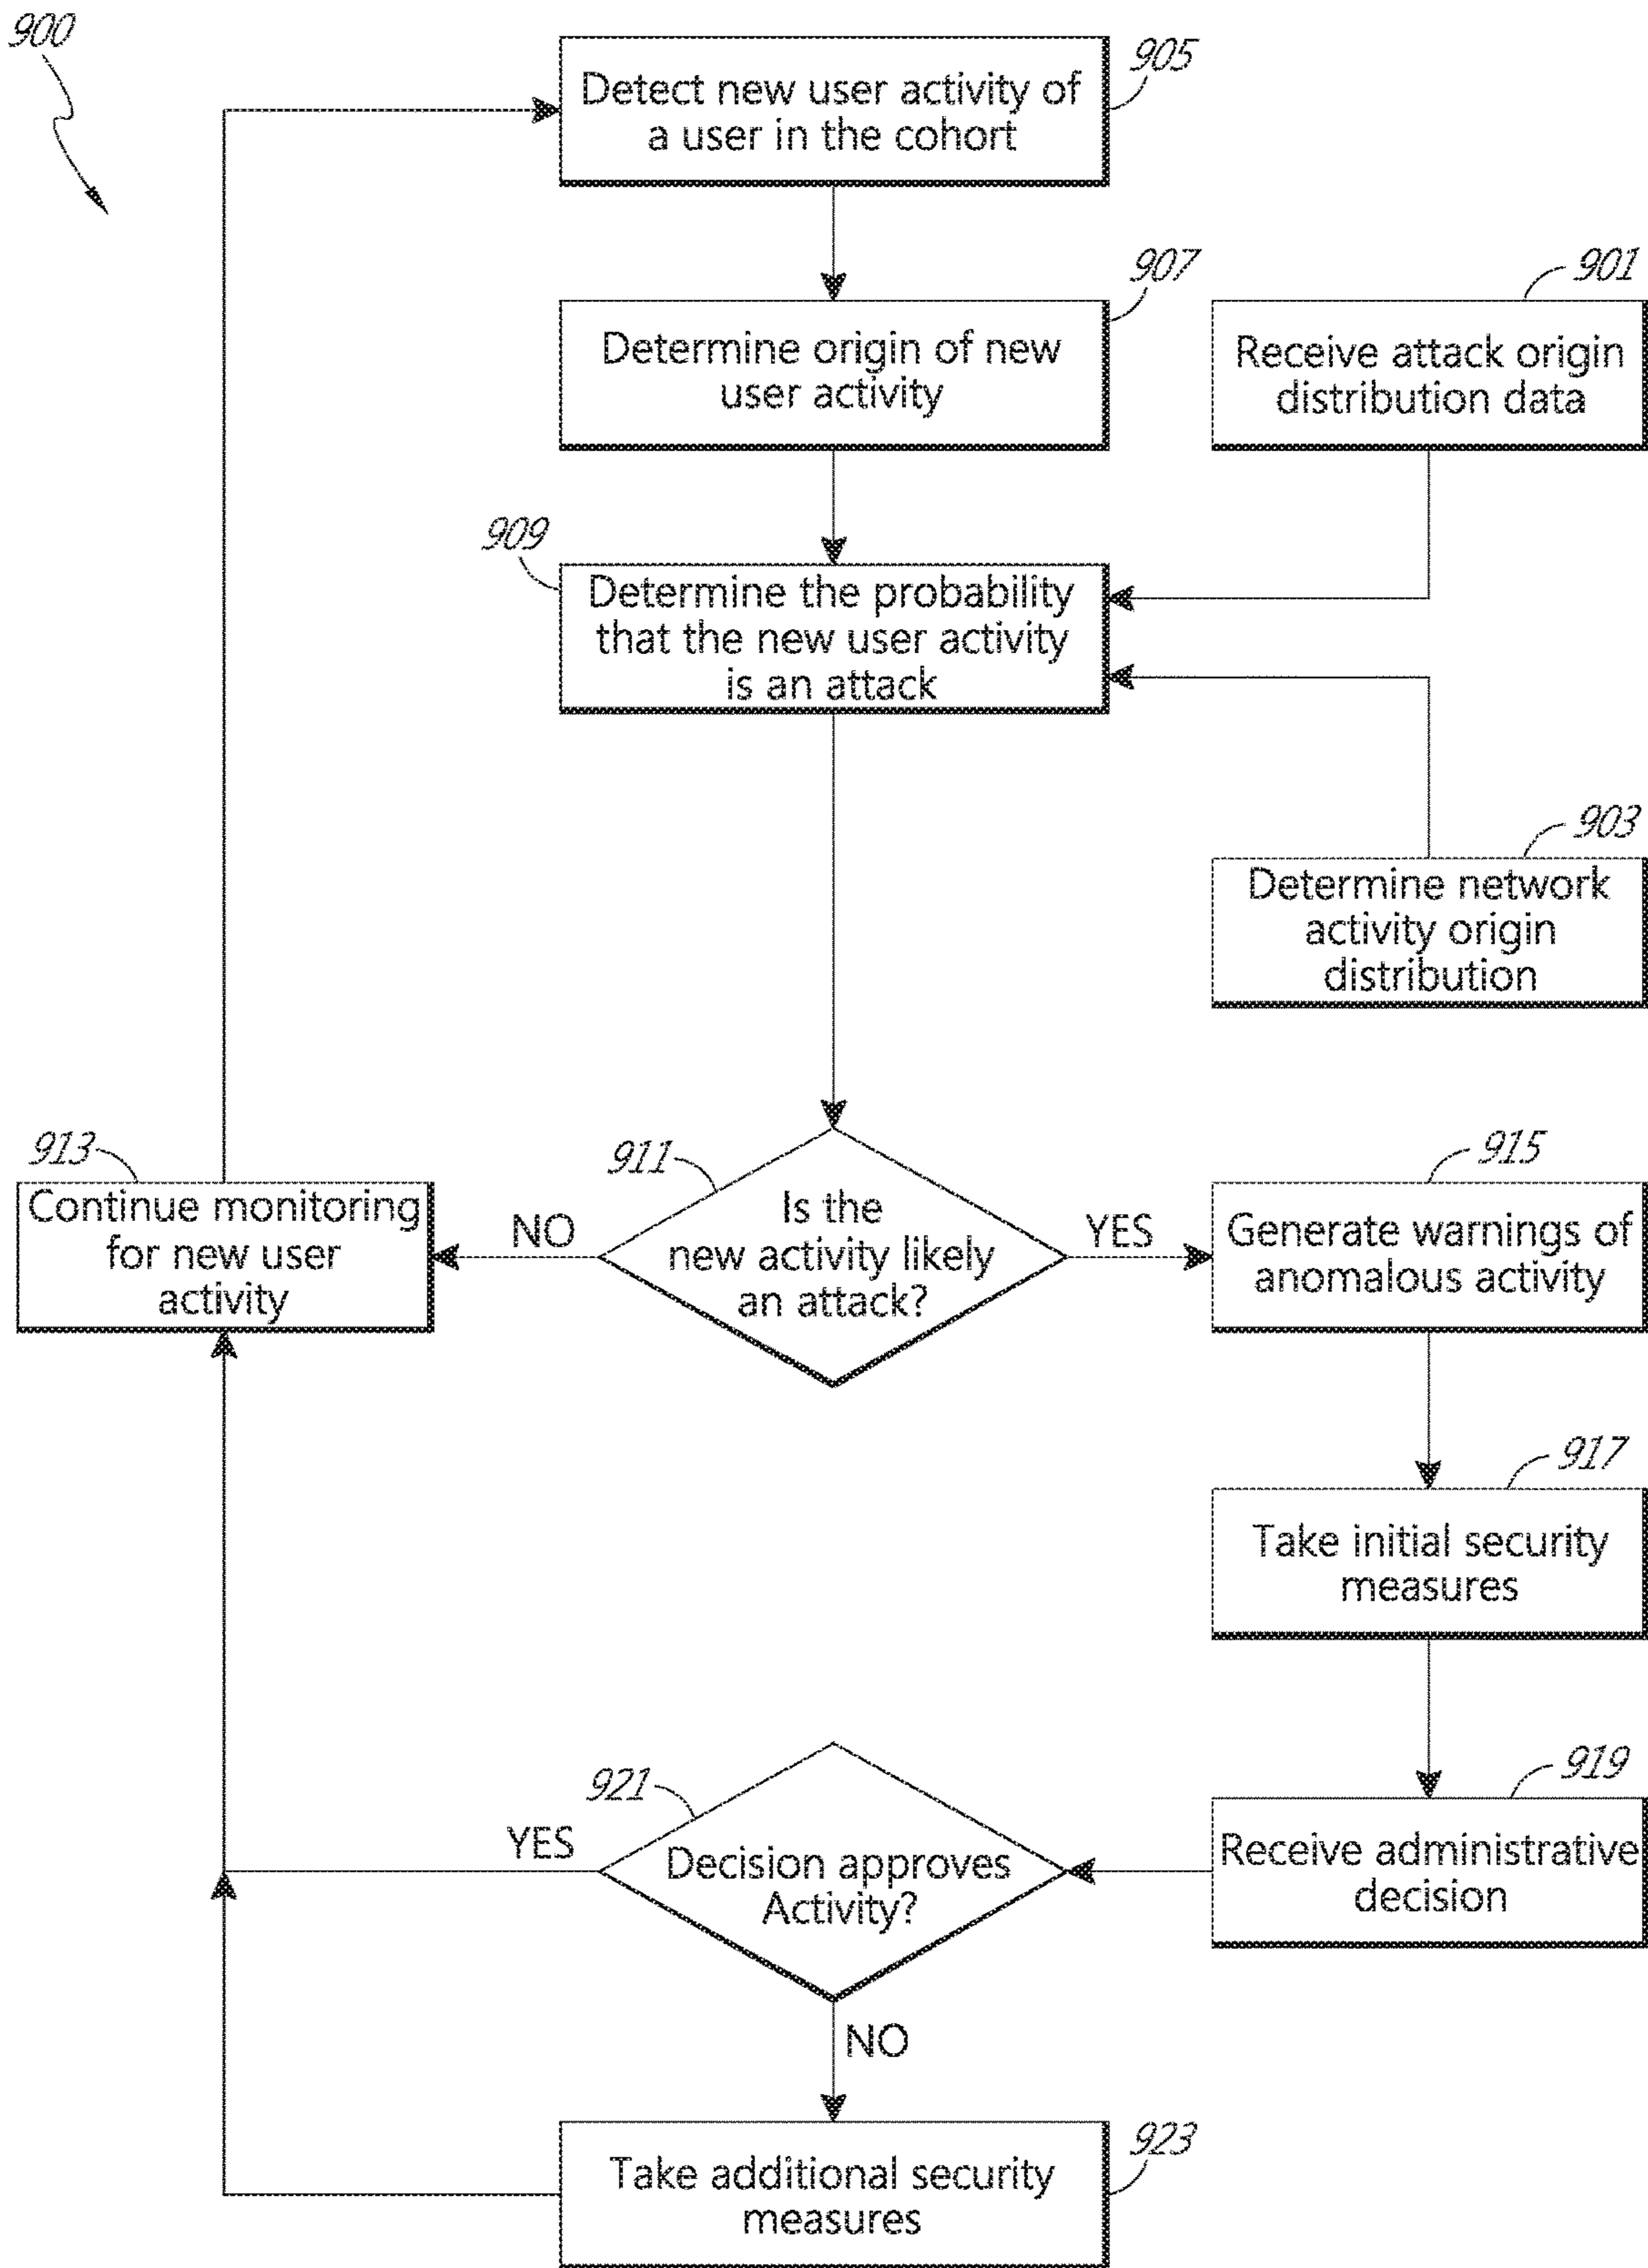 900
905
Detect new user activity of
a user in the cohort
907
Determine origin of new
user activity
901
Receive attack origin
distribution data
909
Determine the probability
that the new user activity
is an attack
903
Determine network
activity origin
distribution
913
Continue monitoring
for new user
activity
NO
911
Is the
new activity likely
an attack?
YES
915
Generate warnings of
anomalous activity
917
Take initial security
measures
919
Receive administrative
decision
921
YES
Decision approves
Activity?
NO
923
Take additional security
measures